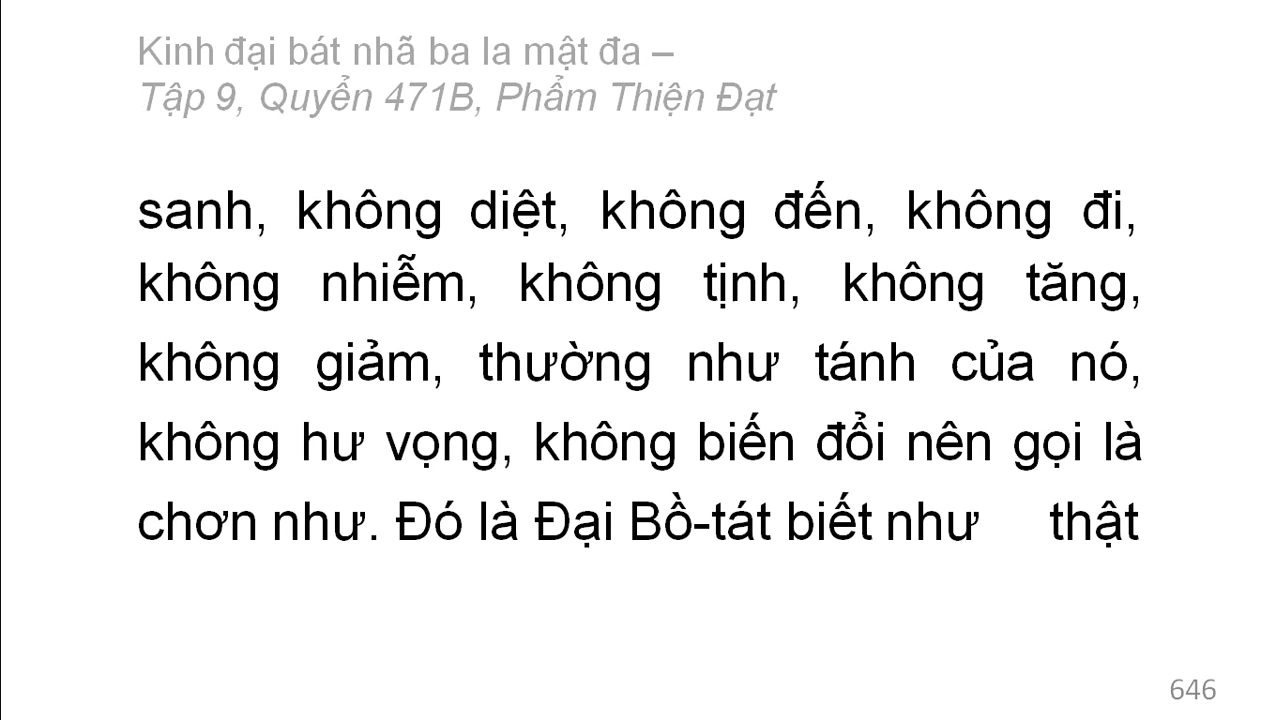 Kinh đại bát nhã ba la mật đa –
Tập 9, Quyển 471B, Phẩm Thiện Đạt
sanh, không diệt, không đến, không đi,
không nhiễm, không tịnh, không tăng,
không giảm, thường như tánh của nó,
không hư vọng, không biến đổi nên gọi là
chơn như. Đó là Đại Bồ-tát biết như thật
646